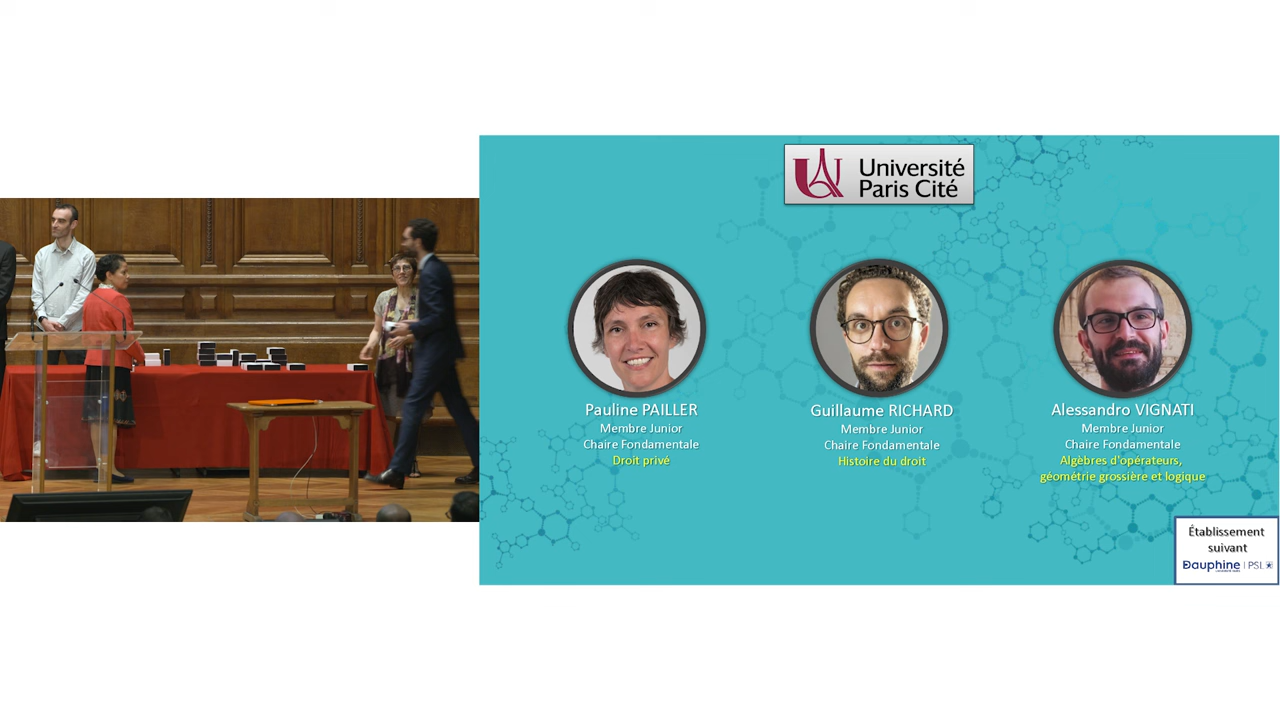 Université
Paris Cité
Pauline PAILLER
Membre Junior
Chaire Fondamentale
Droit privé
Guillaume RICHARD
Membre Junior
Chaire Fondamentale
Histoire du droit
Alessandro VIGNATI
Membre Junior
Chaire Fondamentale
Algèbres d'opérateurs,
géométrie grossière et logique
Établissement
suivant
Dauphine | PSL